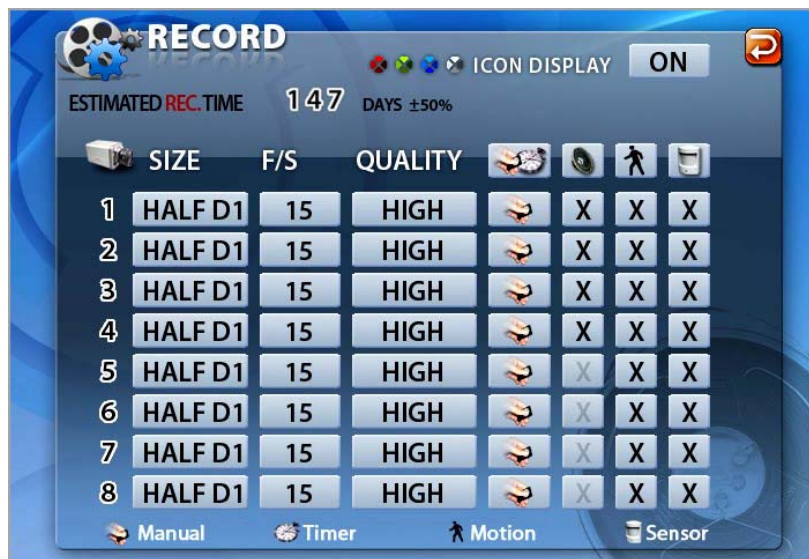 RECORD
ICON DISPLAY ON
ESTIMATED REC. TIME 147 DAYS ±50%
SIZE F/S QUALITY
1 HALF D1 15 HIGH X X X
2 HALF D1 15 HIGH X X X
3 HALF D1 15 HIGH X X X
4 HALF D1 15 HIGH X X X
5 HALF D1 15 HIGH X X X
6 HALF D1 15 HIGH X X X
7 HALF D1 15 HIGH X X X
8 HALF D1 15 HIGH X X X
Manual Timer Motion Sensor